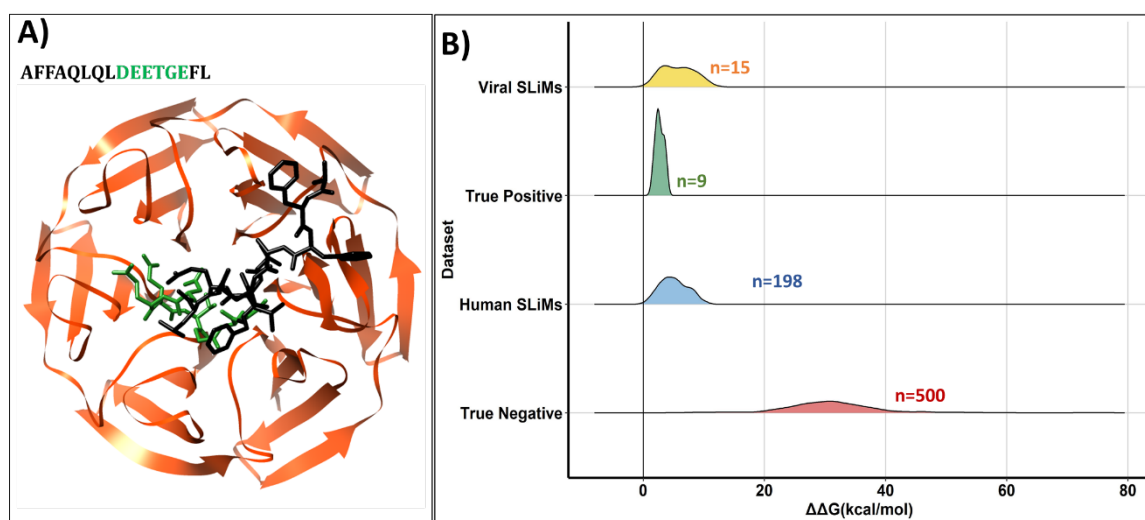 A)
AFFAQLQLDEETGEFL
B)
Dataset
Viral SLiMs
n=15
True Positive
n=9
Human SLiMs
n=198
True Negative
n=500
0 20 40 60 80
ΔΔG(kcal/mol)